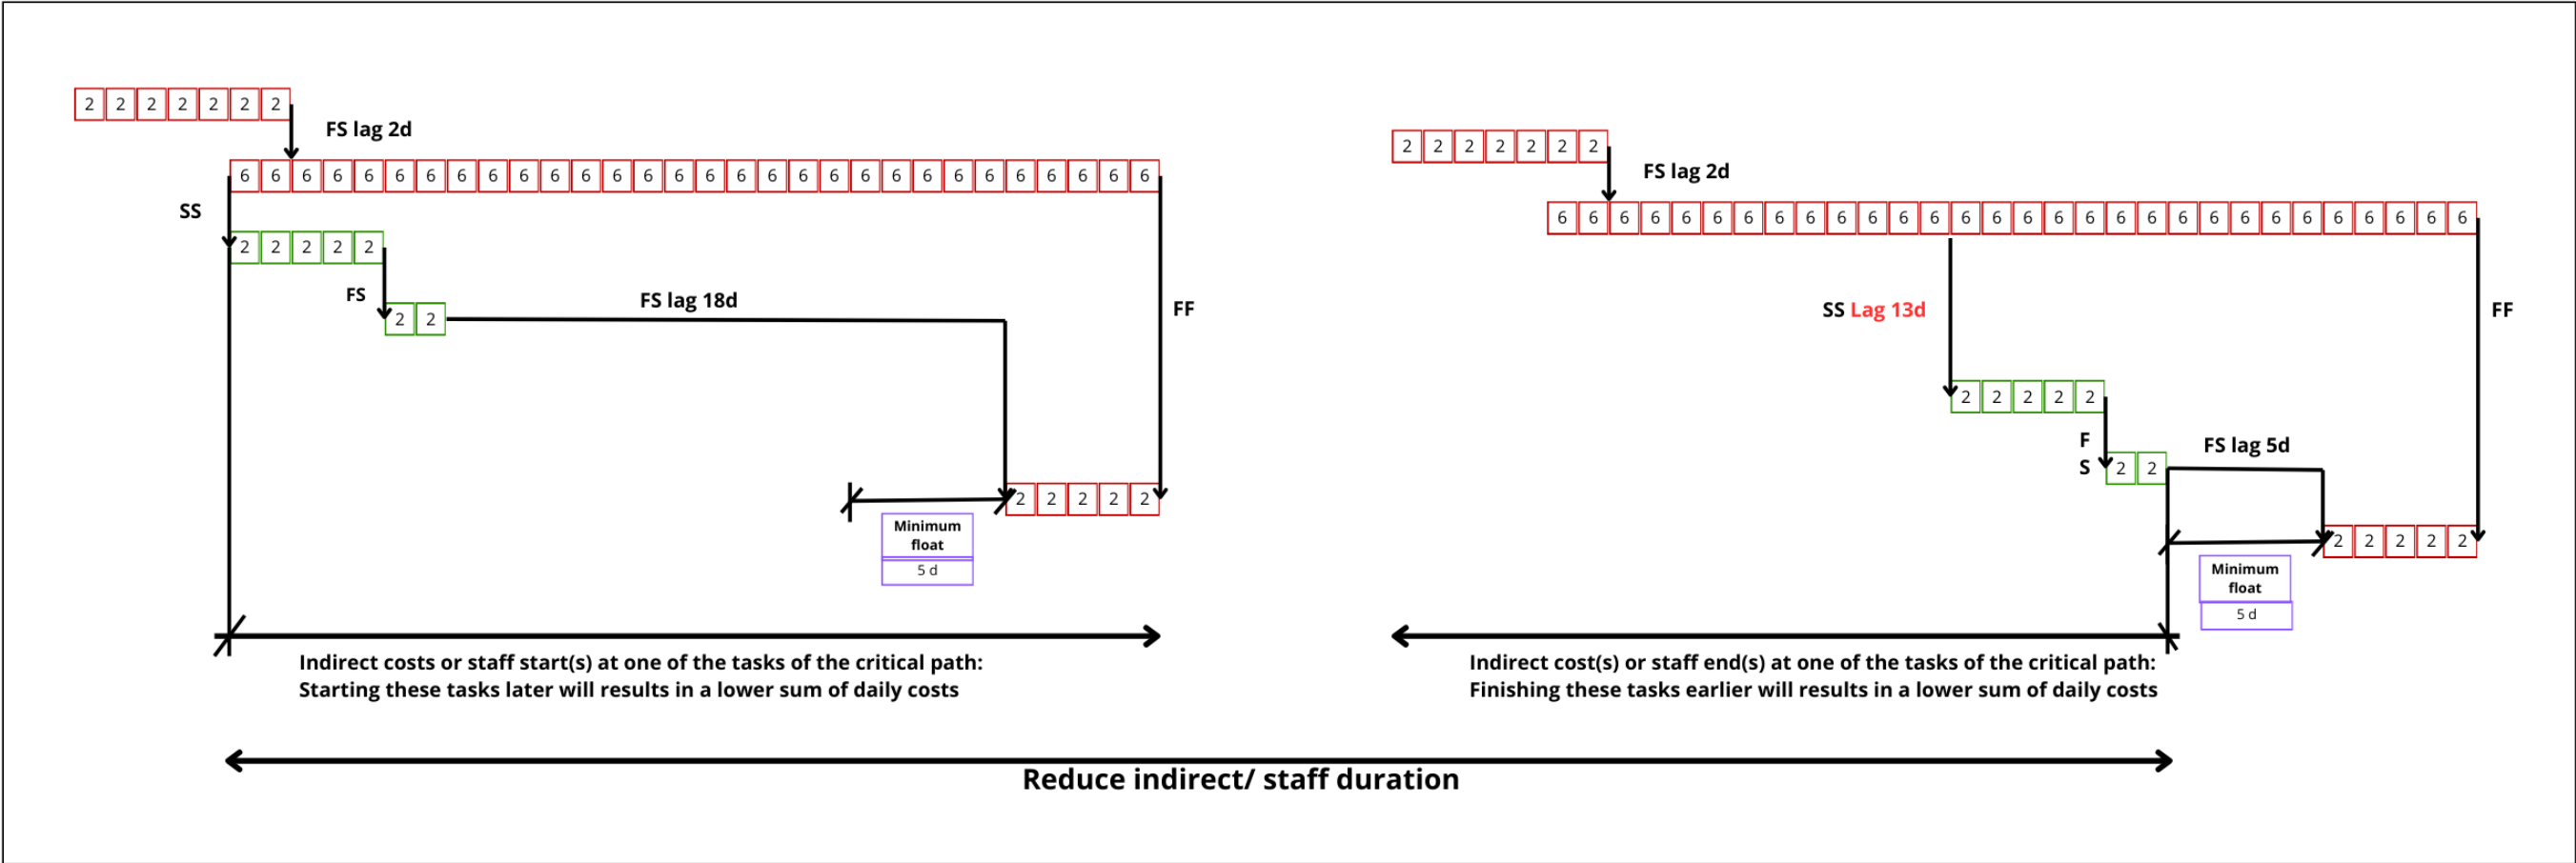 2 2 2 2 2 2 2
FS lag 2d
6 6 6 6 6 6 6 6 6 6 6 6 6 6 6 6 6 6 6 6 6 6 6 6 6 6 6 6 6 6
SS
2 2 2 2 2
FS
2 2
FS lag 18d
FF
2 2 2 2 2
Minimum
float
5 d
Indirect costs or staff start(s) at one of the tasks of the critical path:
Starting these tasks later will results in a lower sum of daily costs
2 2 2 2 2 2 2
FS lag 2d
6 6 6 6 6 6 6 6 6 6 6 6 6 6 6 6 6 6 6 6 6 6 6 6 6 6 6 6 6 6
SS Lag 13d
FF
2 2 2 2 2
F
S
2 2
FS lag 5d
2 2 2 2 2
Minimum
float
5 d
Indirect cost(s) or staff end(s) at one of the tasks of the critical path:
Finishing these tasks earlier will results in a lower sum of daily costs
Reduce indirect/ staff duration